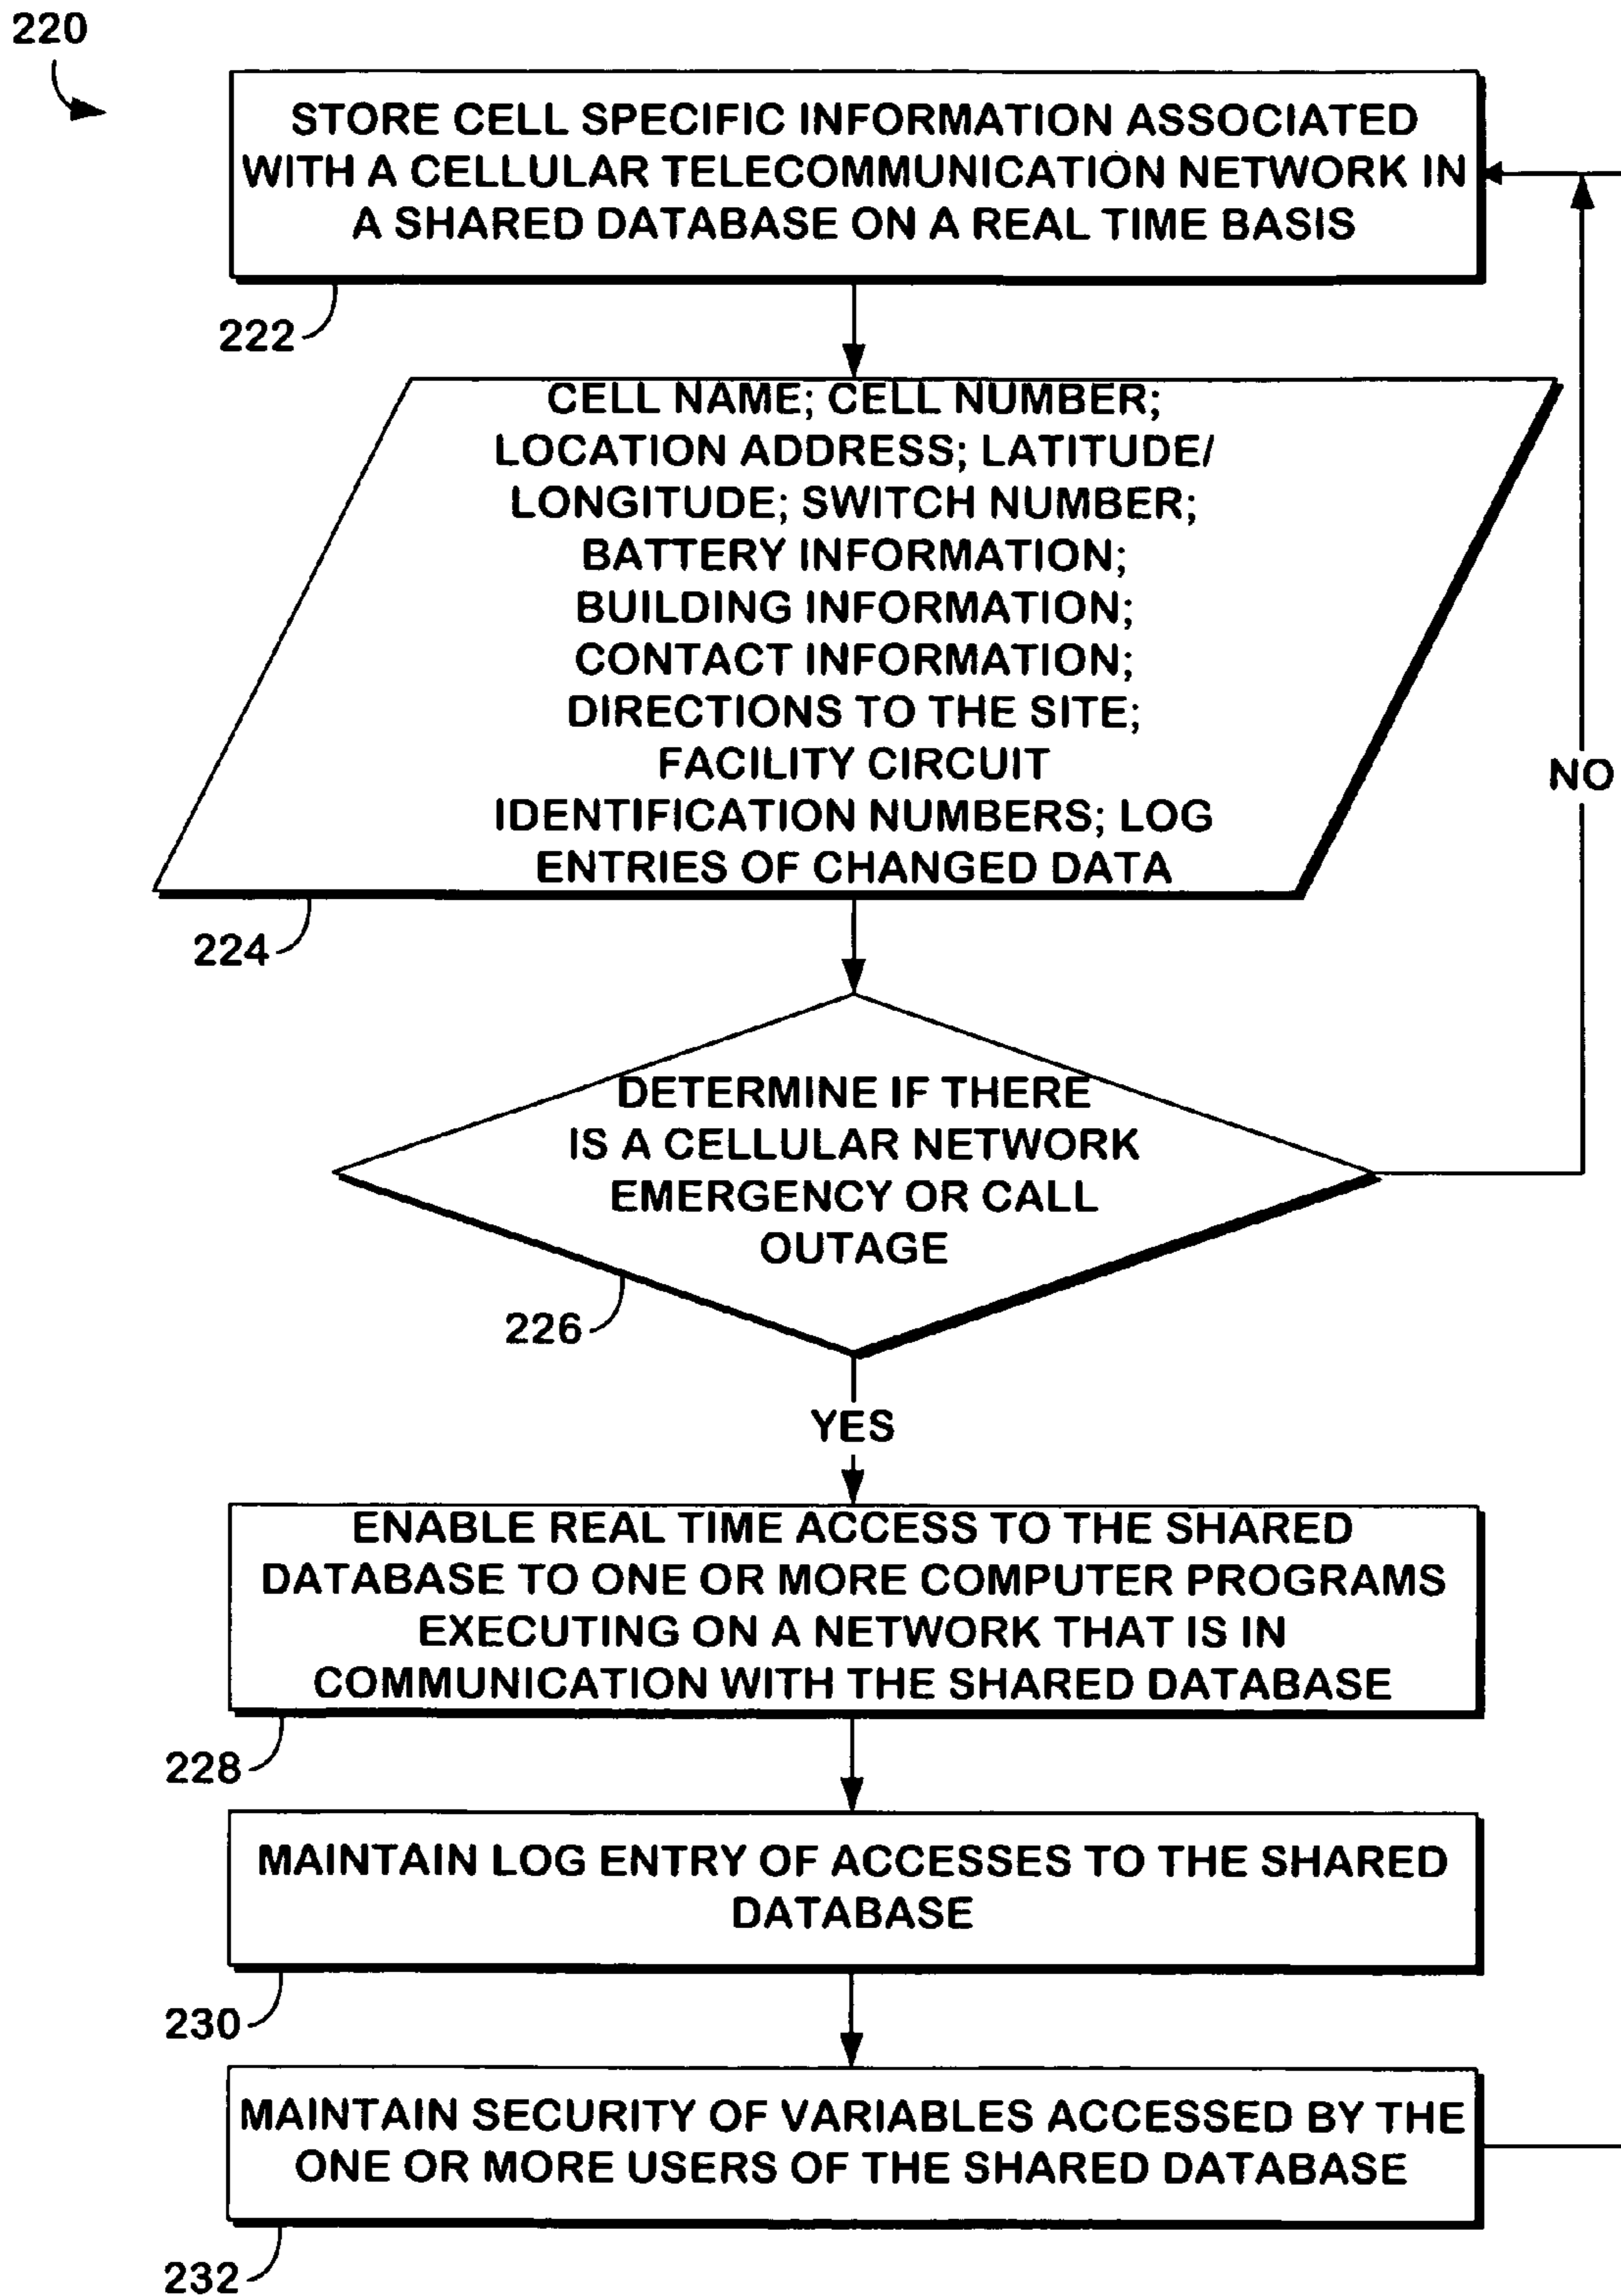 220
STORE CELL SPECIFIC INFORMATION ASSOCIATED
WITH A CELLULAR TELECOMMUNICATION NETWORK IN
A SHARED DATABASE ON A REAL TIME BASIS
222
CELL NAME; CELL NUMBER;
LOCATION ADDRESS; LATITUDE/
LONGITUDE; SWITCH NUMBER;
BATTERY INFORMATION;
BUILDING INFORMATION;
CONTACT INFORMATION;
DIRECTIONS TO THE SITE;
FACILITY CIRCUIT
IDENTIFICATION NUMBERS; LOG
ENTRIES OF CHANGED DATA
NO
224
DETERMINE IF THERE
IS A CELLULAR NETWORK
EMERGENCY OR CALL
OUTAGE
226
YES
ENABLE REAL TIME ACCESS TO THE SHARED
DATABASE TO ONE OR MORE COMPUTER PROGRAMS
EXECUTING ON A NETWORK THAT IS IN
COMMUNICATION WITH THE SHARED DATABASE
228
MAINTAIN LOG ENTRY OF ACCESSES TO THE SHARED
DATABASE
230
MAINTAIN SECURITY OF VARIABLES ACCESSED BY THE
ONE OR MORE USERS OF THE SHARED DATABASE
232